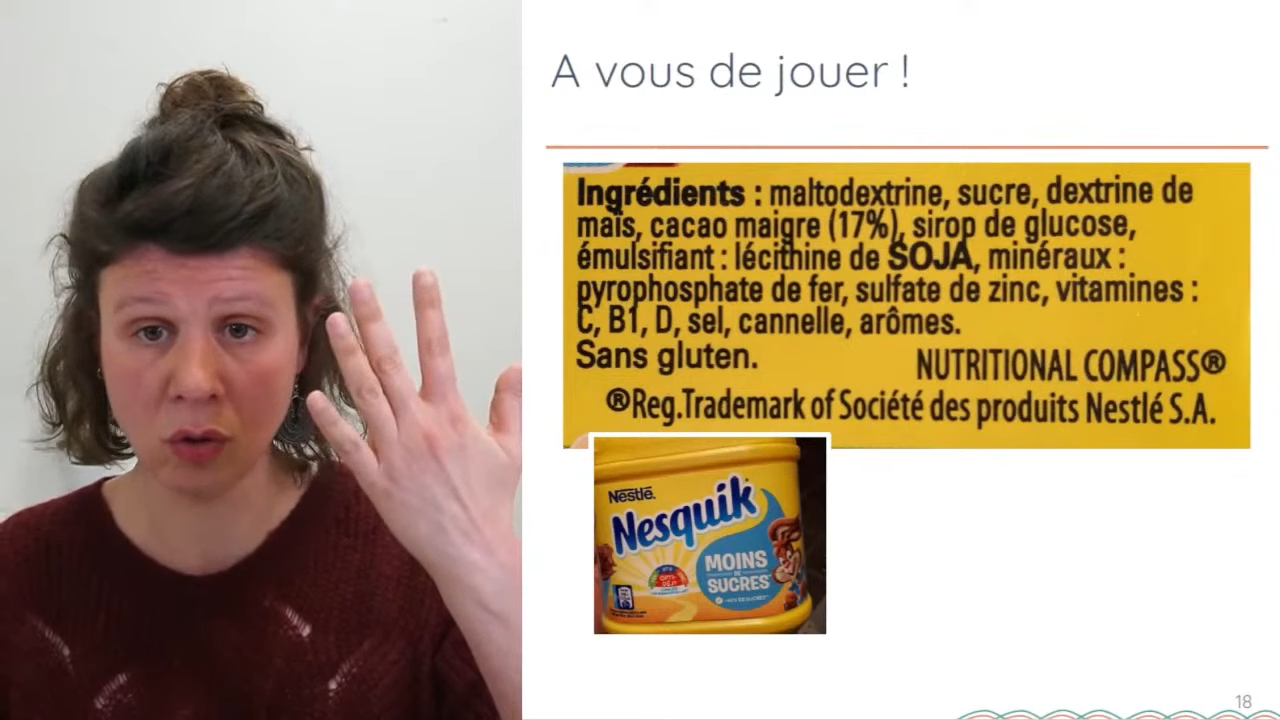 A vous de jouer !
Ingrédients : maltodextrine, sucre, dextrine de
maïs, cacao maigre (17%), sirop de glucose,
émulsifiant : lécithine de SOJA, minéraux :
pyrophosphate de fer, sulfate de zinc, vitamines :
C, B1, D, sel, cannelle, arômes.
Sans gluten.
NUTRITIONAL COMPASS®
®Reg.Trademark of Société des produits Nestlé S.A.
Nestlé.
Nesquik
MOINS
DE
SUCRES
18